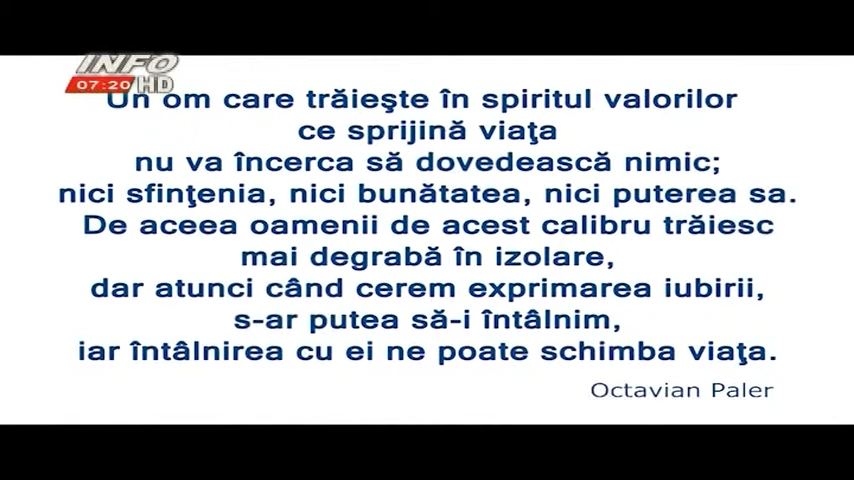 INFO
07:20 HD
Un om care trăieşte în spiritul valorilor
ce sprijină viaţa
nu va încerca să dovedească nimic;
nici sfinţenia, nici bunătatea, nici puterea sa.
De aceea oamenii de acest calibru trăiesc
mai degrabă în izolare,
dar atunci când cerem exprimarea iubirii,
s-ar putea să-i întâlnim,
iar întâlnirea cu ei ne poate schimba viaţa.
Octavian Paler